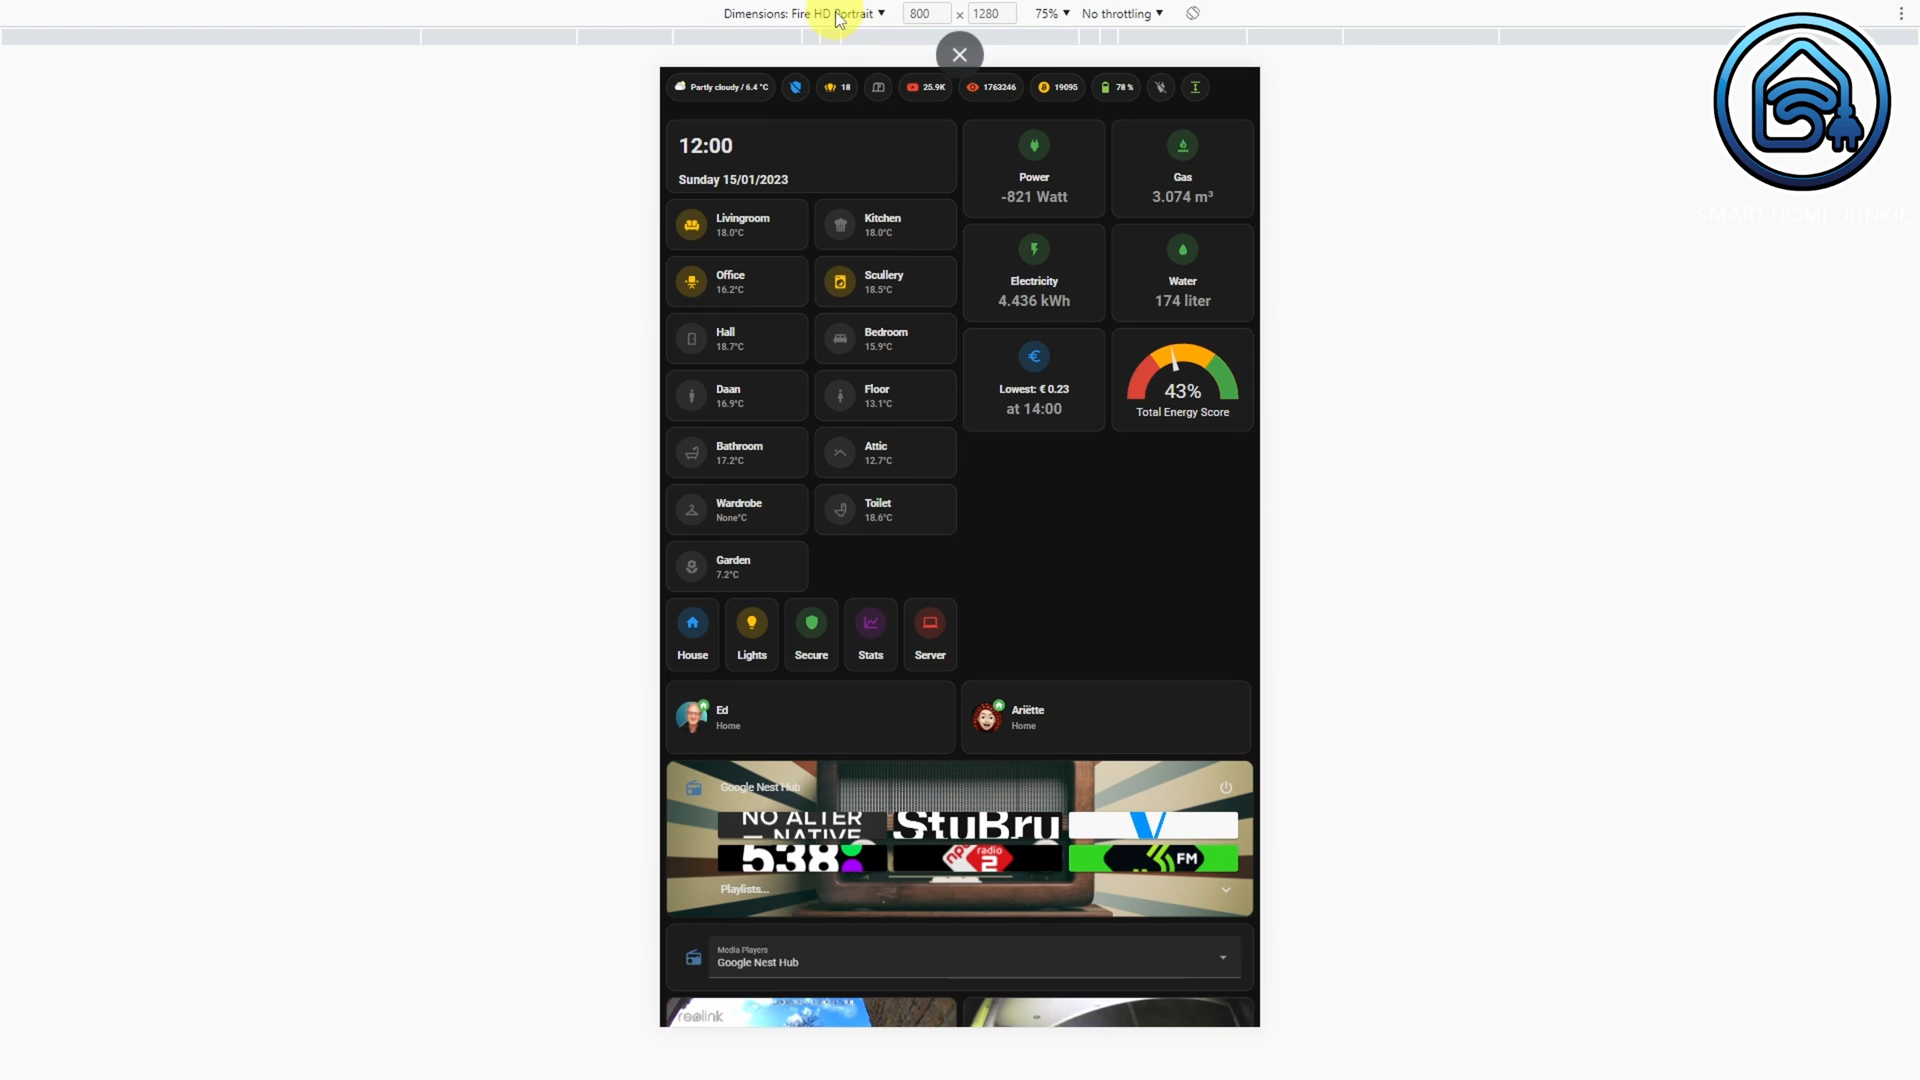 Dimensions: Fire HD Portrait ▼ 800 × 1280 75% ▼ No throttling ▼
Partly cloudy / 6.4 °C 18 25.9K 1763246 19095 78 %
12:00
Sunday 15/01/2023
Power
-821 Watt
Gas
3.074 m³
Livingroom
18.0°C
Kitchen
18.0°C
Office
16.2°C
Scullery
18.5°C
Electricity
4.436 kWh
Water
174 liter
Hall
18.7°C
Bedroom
15.9°C
Lowest: € 0.23
at 14:00
43%
Total Energy Score
Daan
16.9°C
Floor
13.1°C
Bathroom
17.2°C
Attic
12.7°C
Wardrobe
None°C
Toilet
18.6°C
Garden
7.2°C
House
Lights
Secure
Stats
Server
Ed
Home
Ariëtte
Home
Google Nest Hub
NO ALTER
— NATIVE
StuBru
538
npo radio 2
FM
Playlists...
Media Players
Google Nest Hub
reolink
SMART HOME JUNKIE